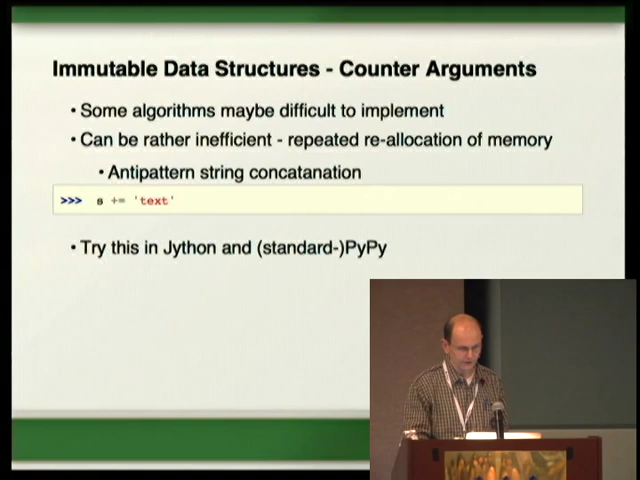 Immutable Data Structures - Counter Arguments
• Some algorithms maybe difficult to implement
• Can be rather inefficient - repeated re-allocation of memory
• Antipattern string concatanation
>>> s += 'text'
• Try this in Jython and (standard-)PyPy